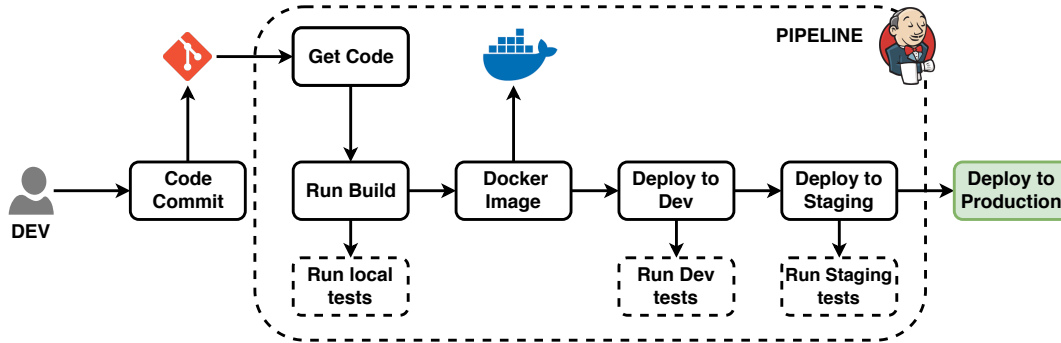 PIPELINE
Get Code
DEV
Code
Commit
Run Build
Docker
Image
Deploy to
Dev
Deploy to
Staging
Deploy to
Production
Run local
tests
Run Dev
tests
Run Staging
tests